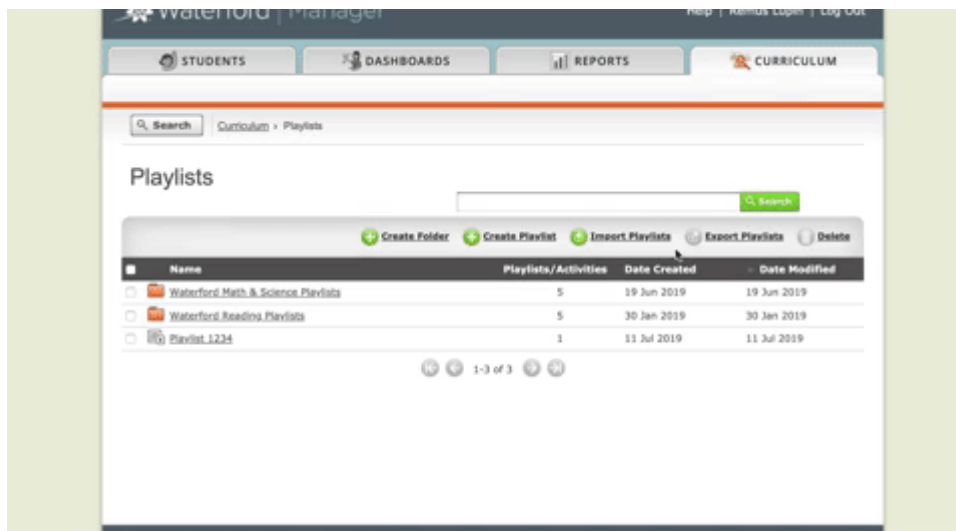 Waterford | Manager
Help | Remus Lupin | Log Out
STUDENTS
DASHBOARDS
REPORTS
CURRICULUM
Search
Curriculum › Playlists
Playlists
Search
Create Folder Create Playlist Import Playlists Export Playlists Delete
Name Playlists/Activities Date Created Date Modified
Waterford Math & Science Playlists 5 19 Jun 2019 19 Jun 2019
Waterford Reading Playlists 5 30 Jan 2019 30 Jan 2019
Playlist 1234 1 11 Jul 2019 11 Jul 2019
1-3 of 3